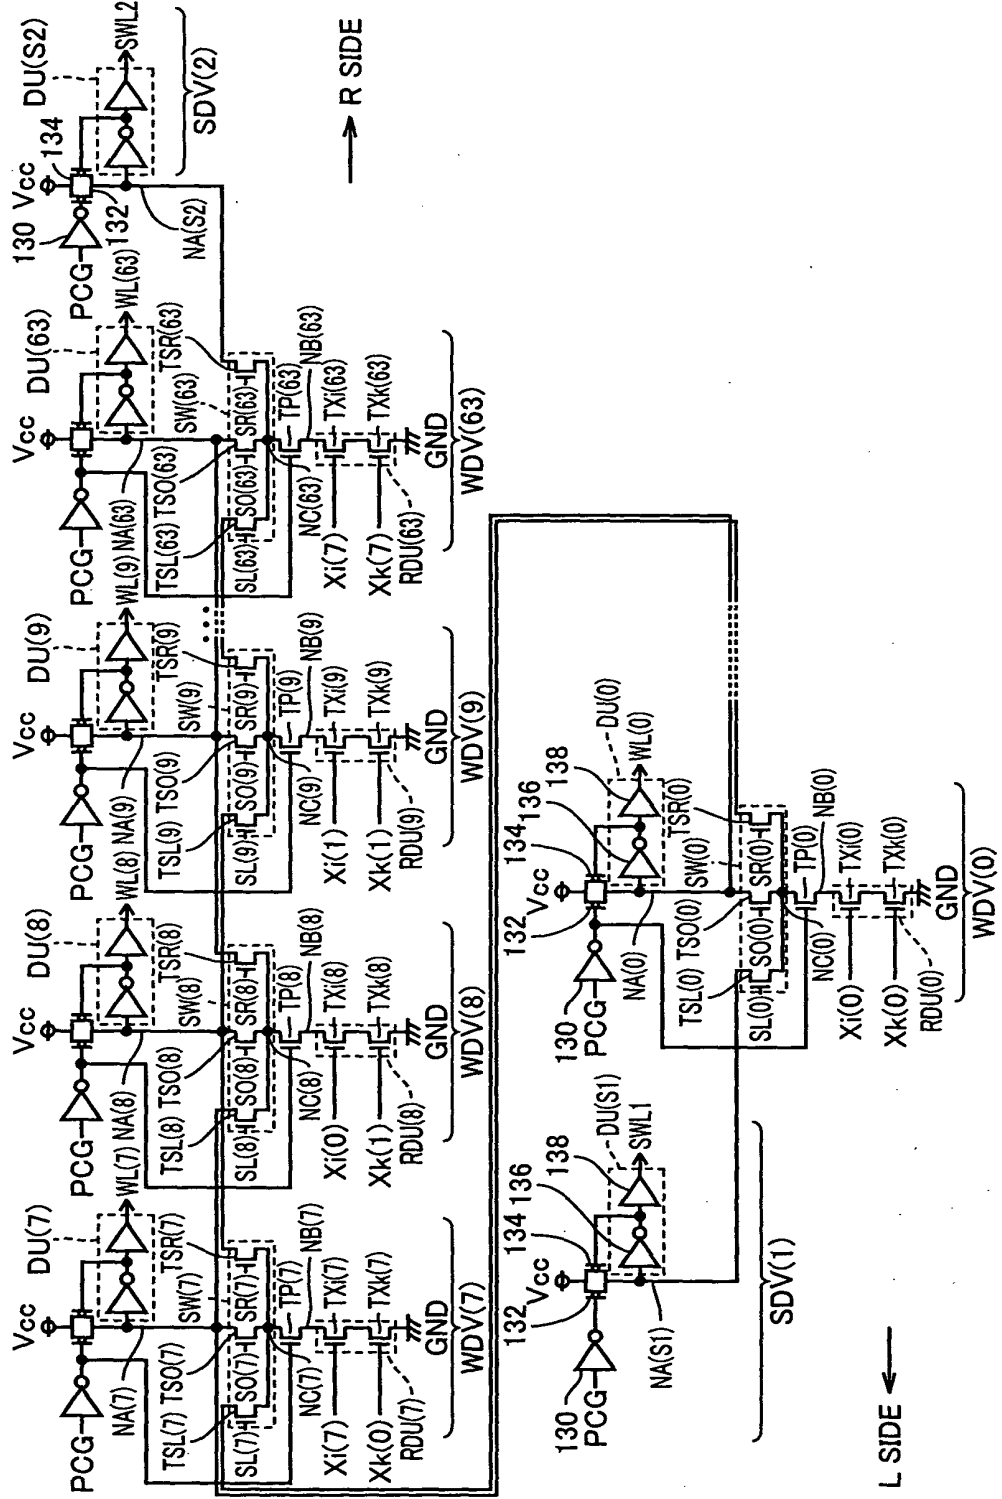 Vcc
PCG
DU(7)
WL(7)
NA(7)
TSL(7)
TSO(7)
SW(7)
TSR(7)
SL(7)
SO(7)
SR(7)
NC(7)
TP(7)
NB(7)
Xi(7)
TXi(7)
Xk(0)
TXk(7)
RDU(7)
GND
WDV(7)
Vcc
PCG
DU(8)
WL(8)
NA(8)
TSL(8)
TSO(8)
SW(8)
TSR(8)
SL(8)
SO(8)
SR(8)
NC(8)
TP(8)
NB(8)
Xi(0)
TXi(8)
Xk(1)
TXk(8)
RDU(8)
GND
WDV(8)
Vcc
PCG
DU(9)
WL(9)
NA(9)
TSL(9)
TSO(9)
SW(9)
TSR(9)
SL(9)
SO(9)
SR(9)
NC(9)
TP(9)
NB(9)
Xi(1)
TXi(9)
Xk(1)
TXk(9)
RDU(9)
GND
WDV(9)
Vcc
PCG
DU(63)
WL(63)
NA(63)
TSL(63)
TSO(63)
SW(63)
TSR(63)
SL(63)
SO(63)
SR(63)
NC(63)
TP(63)
NB(63)
Xi(7)
TXi(63)
Xk(7)
TXk(63)
RDU(63)
GND
WDV(63)
130
Vcc
134
132
PCG
DU(S2)
SWL2
NA(S2)
SDV(2)
R SIDE
130
PCG
132
Vcc
134
136
138
DU(S1)
SWL1
NA(S1)
SDV(1)
130
PCG
132
Vcc
134
136
138
DU(0)
WL(0)
NA(0)
TSL(0)
TSO(0)
SW(0)
TSR(0)
SL(0)
SO(0)
SR(0)
NC(0)
TP(0)
NB(0)
Xi(0)
TXi(0)
Xk(0)
TXk(0)
RDU(0)
GND
WDV(0)
L SIDE